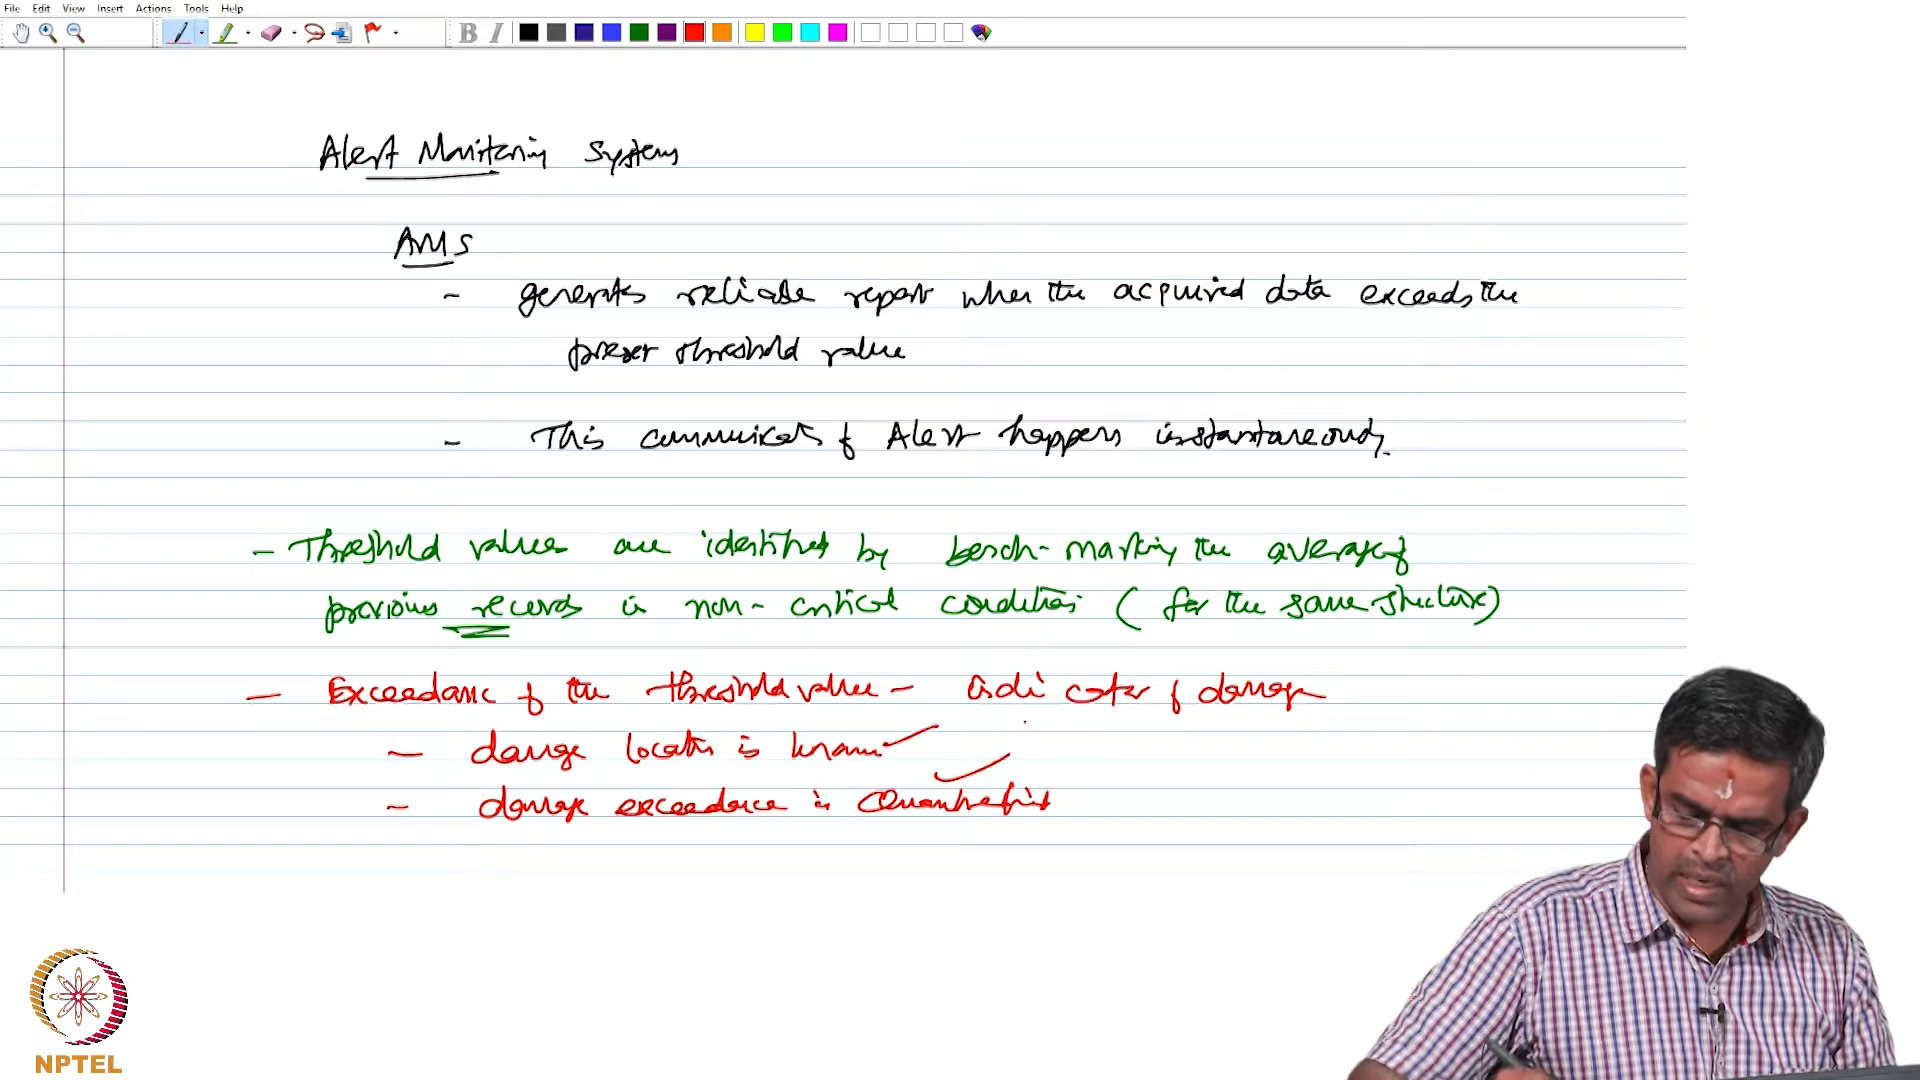 File Edit View Insert Actions Tools Help
B I
Alert Monitoring System
AMS
- generates reliable report when the acquired data exceeds the
preset threshold value
- This communication of Alert happens instantaneously.
- Threshold values are identified by bench-marking the average of
previous records in non-critical condition (for the same structure)
- Exceedance of the threshold value - indicator of damage
- damage location is known
- damage exceedance is Quantified
NPTEL